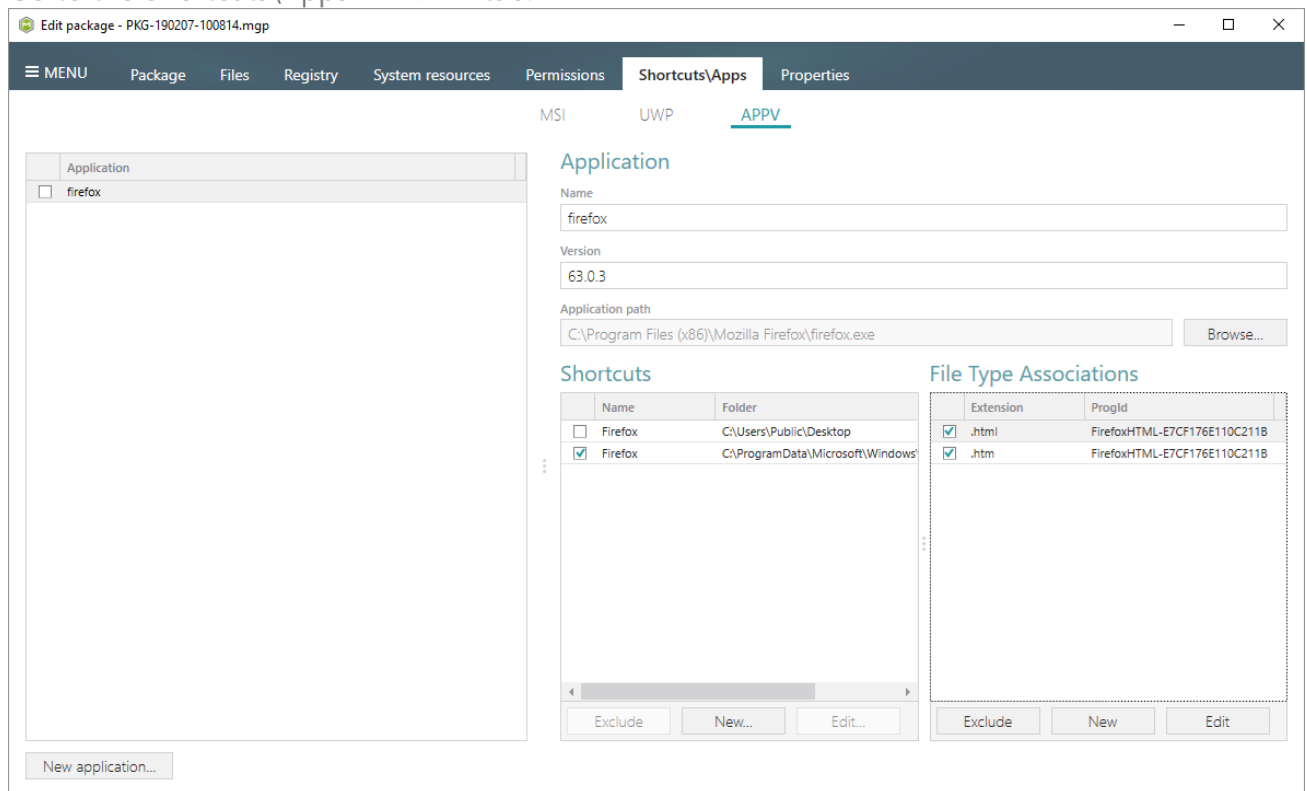 Edit package - PKG-190207-100814.mgp
MENU Package Files Registry System resources Permissions Shortcuts\Apps Properties
MSI UWP APPV
Application
firefox
New application...
Application
Name
firefox
Version
63.0.3
Application path
C:\Program Files (x86)\Mozilla Firefox\firefox.exe Browse...
Shortcuts
Name Folder
Firefox C:\Users\Public\Desktop
Firefox C:\ProgramData\Microsoft\Windows\
Exclude New... Edit...
File Type Associations
Extension ProgId
.html FirefoxHTML-E7CF176E110C211B
.htm FirefoxHTML-E7CF176E110C211B
Exclude New Edit